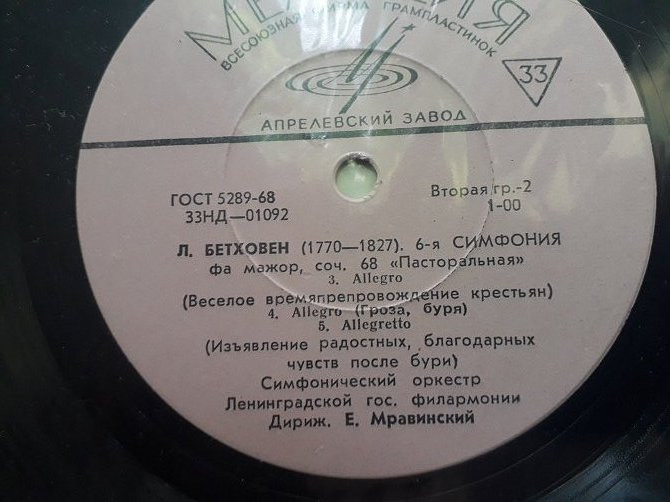 МЕЛОДИЯ
ВСЕСОЮЗНАЯ ФИРМА ГРАМПЛАСТИНОК
33
АПРЕЛЕВСКИЙ ЗАВОД
ГОСТ 5289-68
33НД—01092
Вторая гр.-2
1-00
Л. БЕТХОВЕН (1770—1827). 6-я СИМФОНИЯ
фа мажор, соч. 68 «Пасторальная»
3. Allegro
(Веселое времяпрепровождение крестьян)
4. Allegro (Гроза, буря)
5. Allegretto
(Изъявление радостных, благодарных
чувств после бури)
Симфонический оркестр
Ленинградской гос. филармонии
Дириж. Е. Мравинский